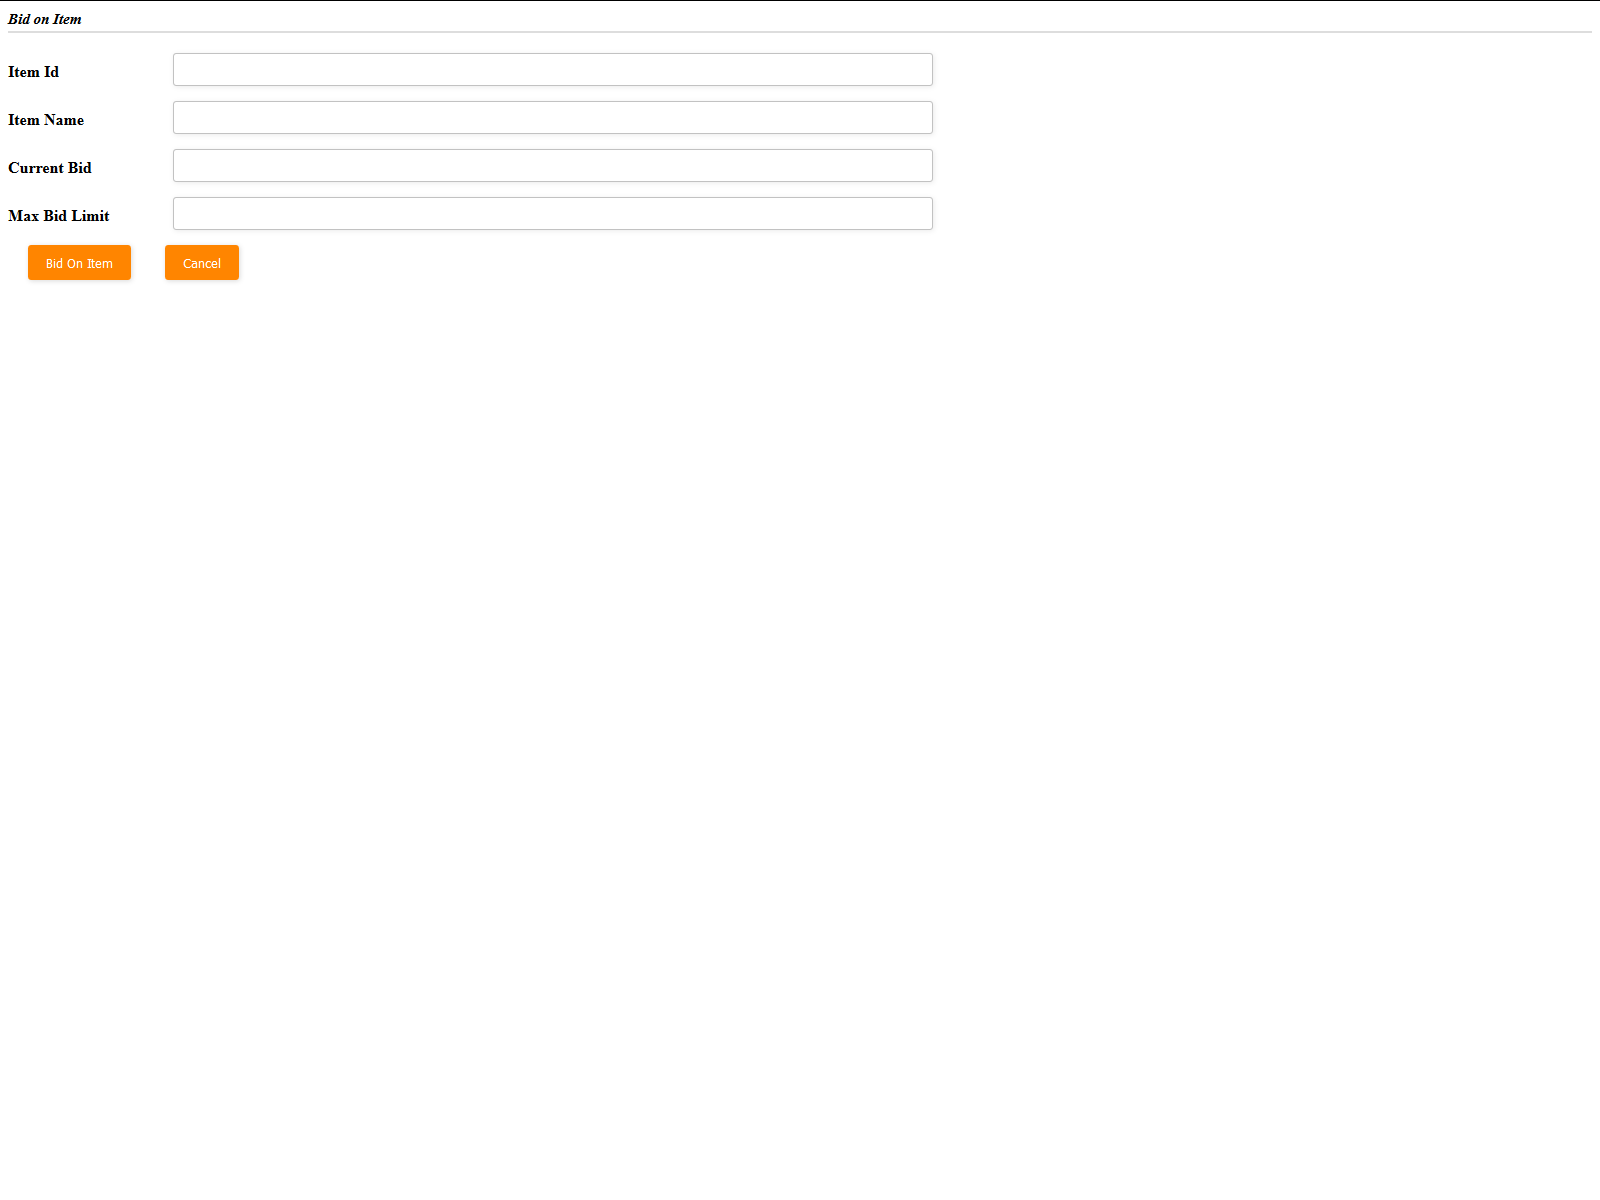 Bid on Item
Item Id
Item Name
Current Bid
Max Bid Limit
Bid On Item Cancel